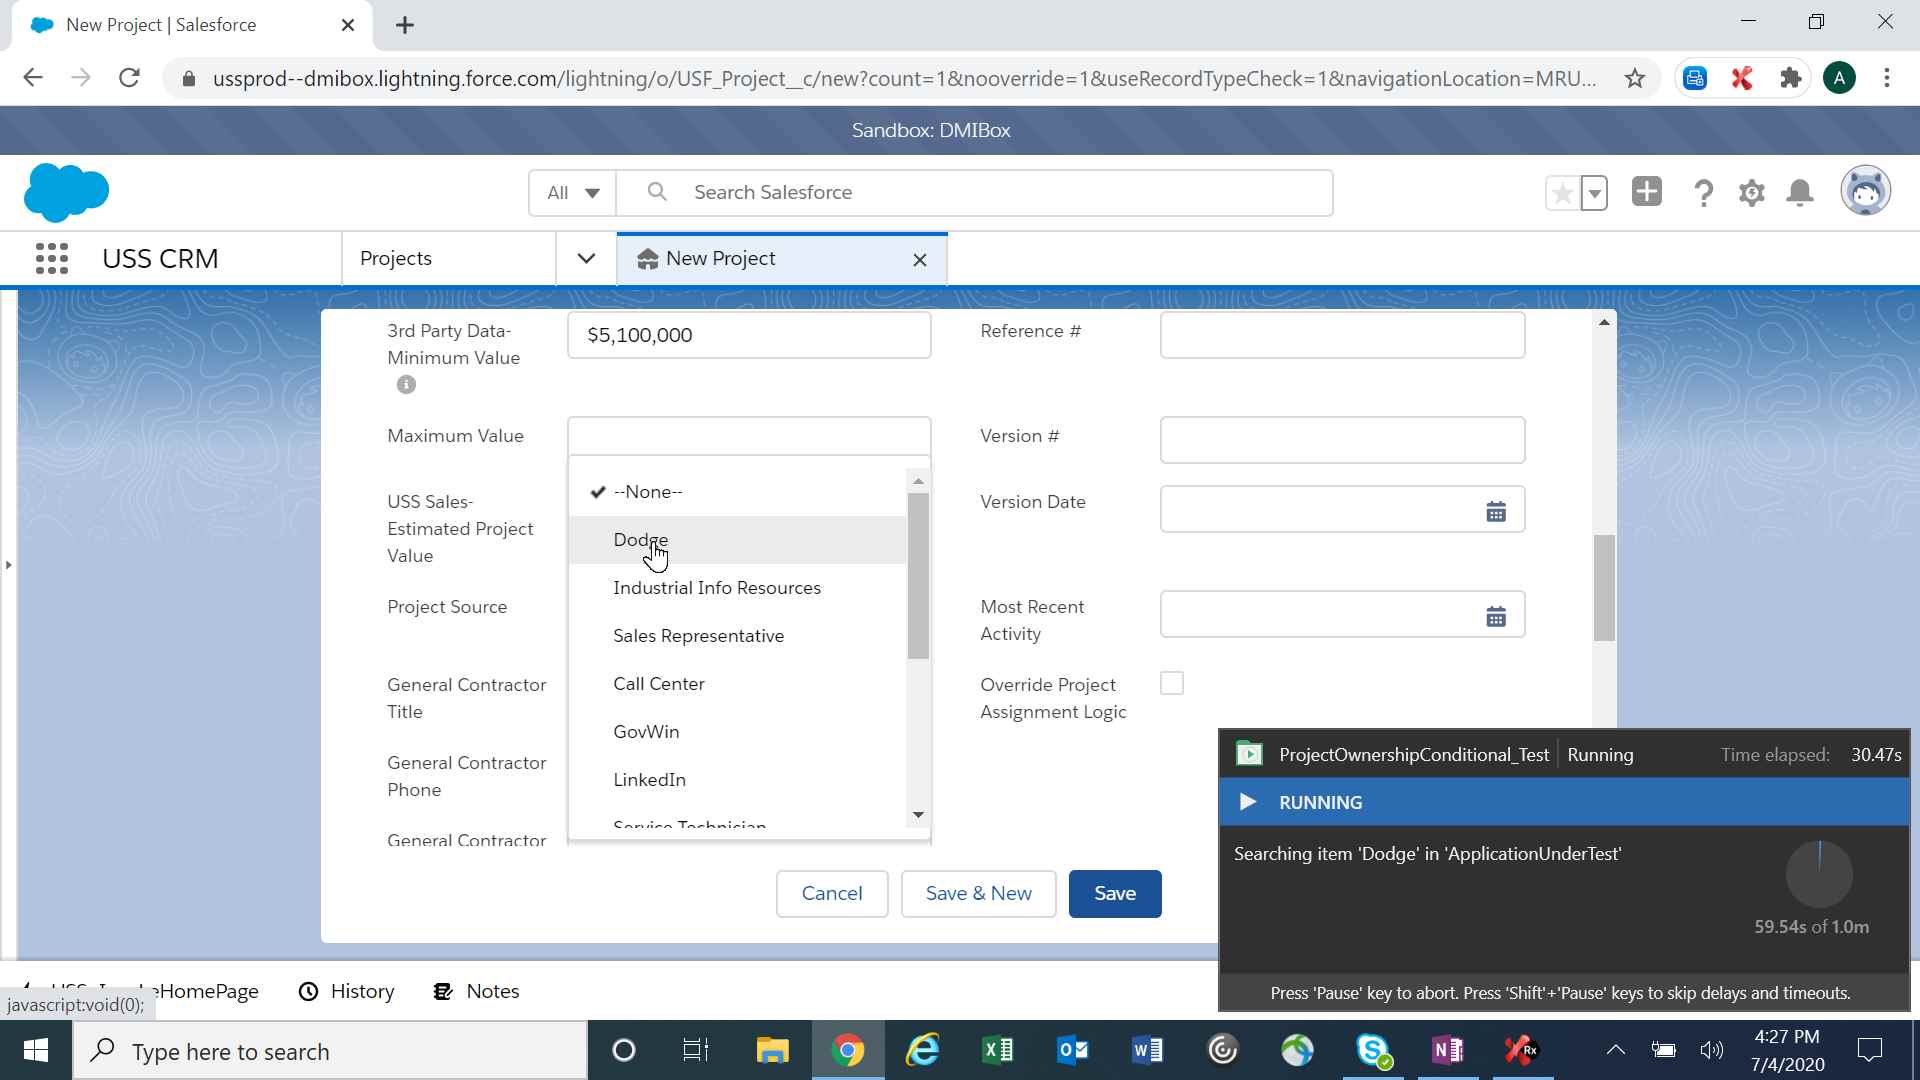 New Project | Salesforce
ussprod--dmibox.lightning.force.com/lightning/o/USF_Project__c/new?count=1&nooverride=1&useRecordTypeCheck=1&navigationLocation=MRU...
A
Sandbox: DMIBox
All
Search Salesforce
USS CRM
Projects
New Project
3rd Party Data-
Minimum Value
$5,100,000
Reference #
Maximum Value
Version #
--None--
USS Sales-
Estimated Project
Value
Version Date
Dodge
Industrial Info Resources
Project Source
Most Recent
Activity
Sales Representative
General Contractor
Title
Call Center
Override Project
Assignment Logic
GovWin
General Contractor
Phone
LinkedIn
Service Technician
General Contractor
Cancel
Save & New
Save
ProjectOwnershipConditional_Test
Running
Time elapsed: 30.47s
RUNNING
Searching item 'Dodge' in 'ApplicationUnderTest'
59.54s of 1.0m
Press 'Pause' key to abort. Press 'Shift'+'Pause' keys to skip delays and timeouts.
eHomePage
History
Notes
javascript:void(0);
Type here to search
4:27 PM
7/4/2020